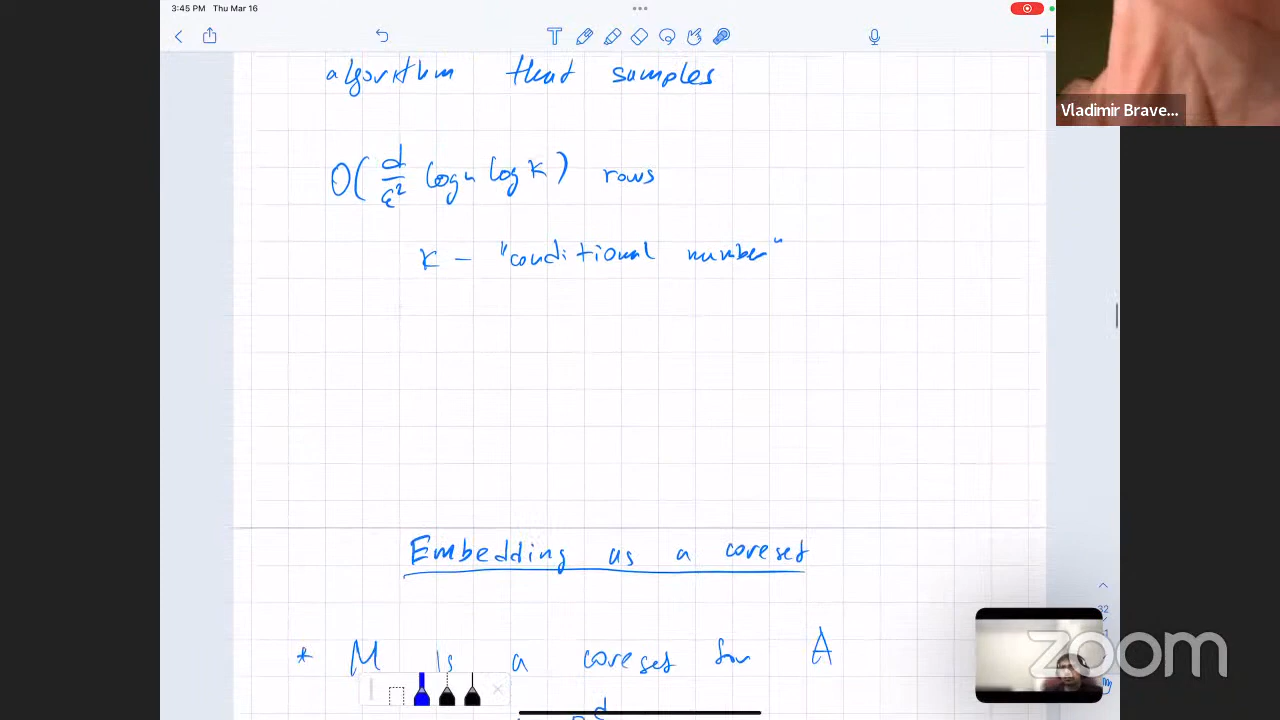 3:45 PM Thu Mar 16
algorithm that samples
Vladimir Brave...
O( d/ε² log n log κ ) rows
κ – "conditional number"
Embedding as a coreset
* M is a coreset for A
zoom